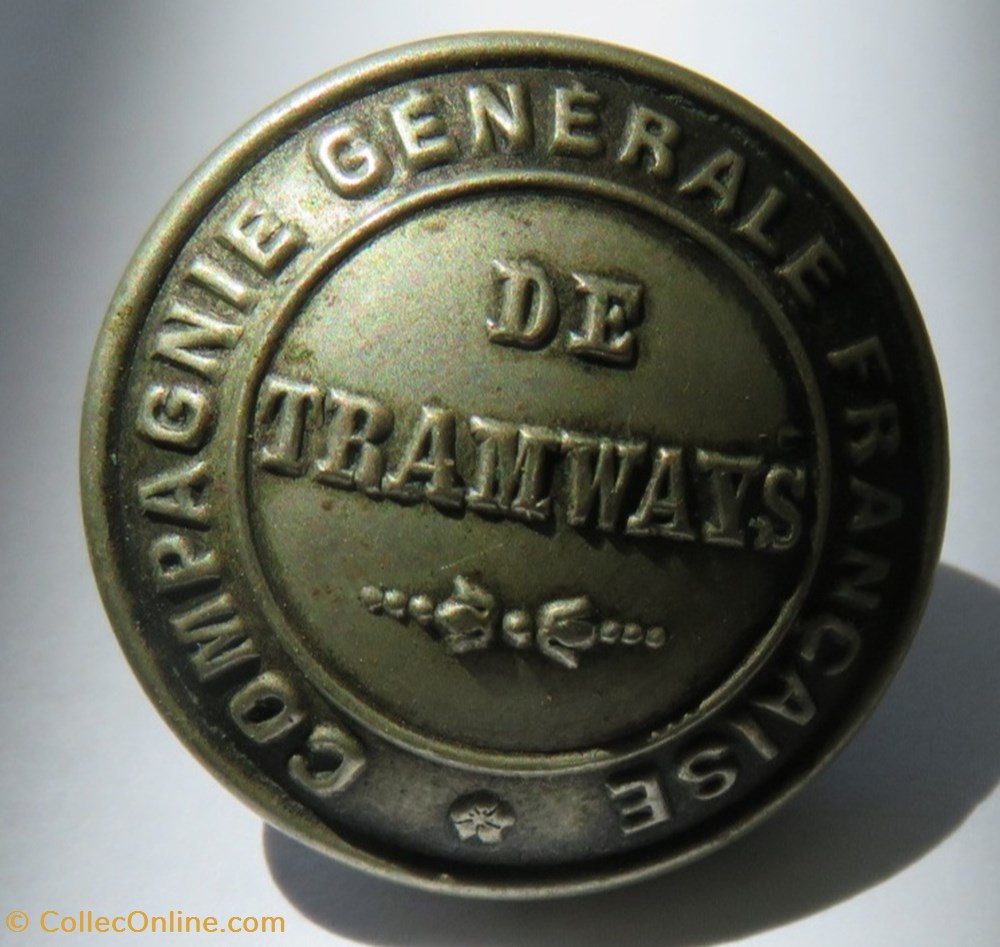 COMPAGNIE GÉNÉRALE FRANÇAISE
DE
TRAMWAYS
© CollecOnline.com